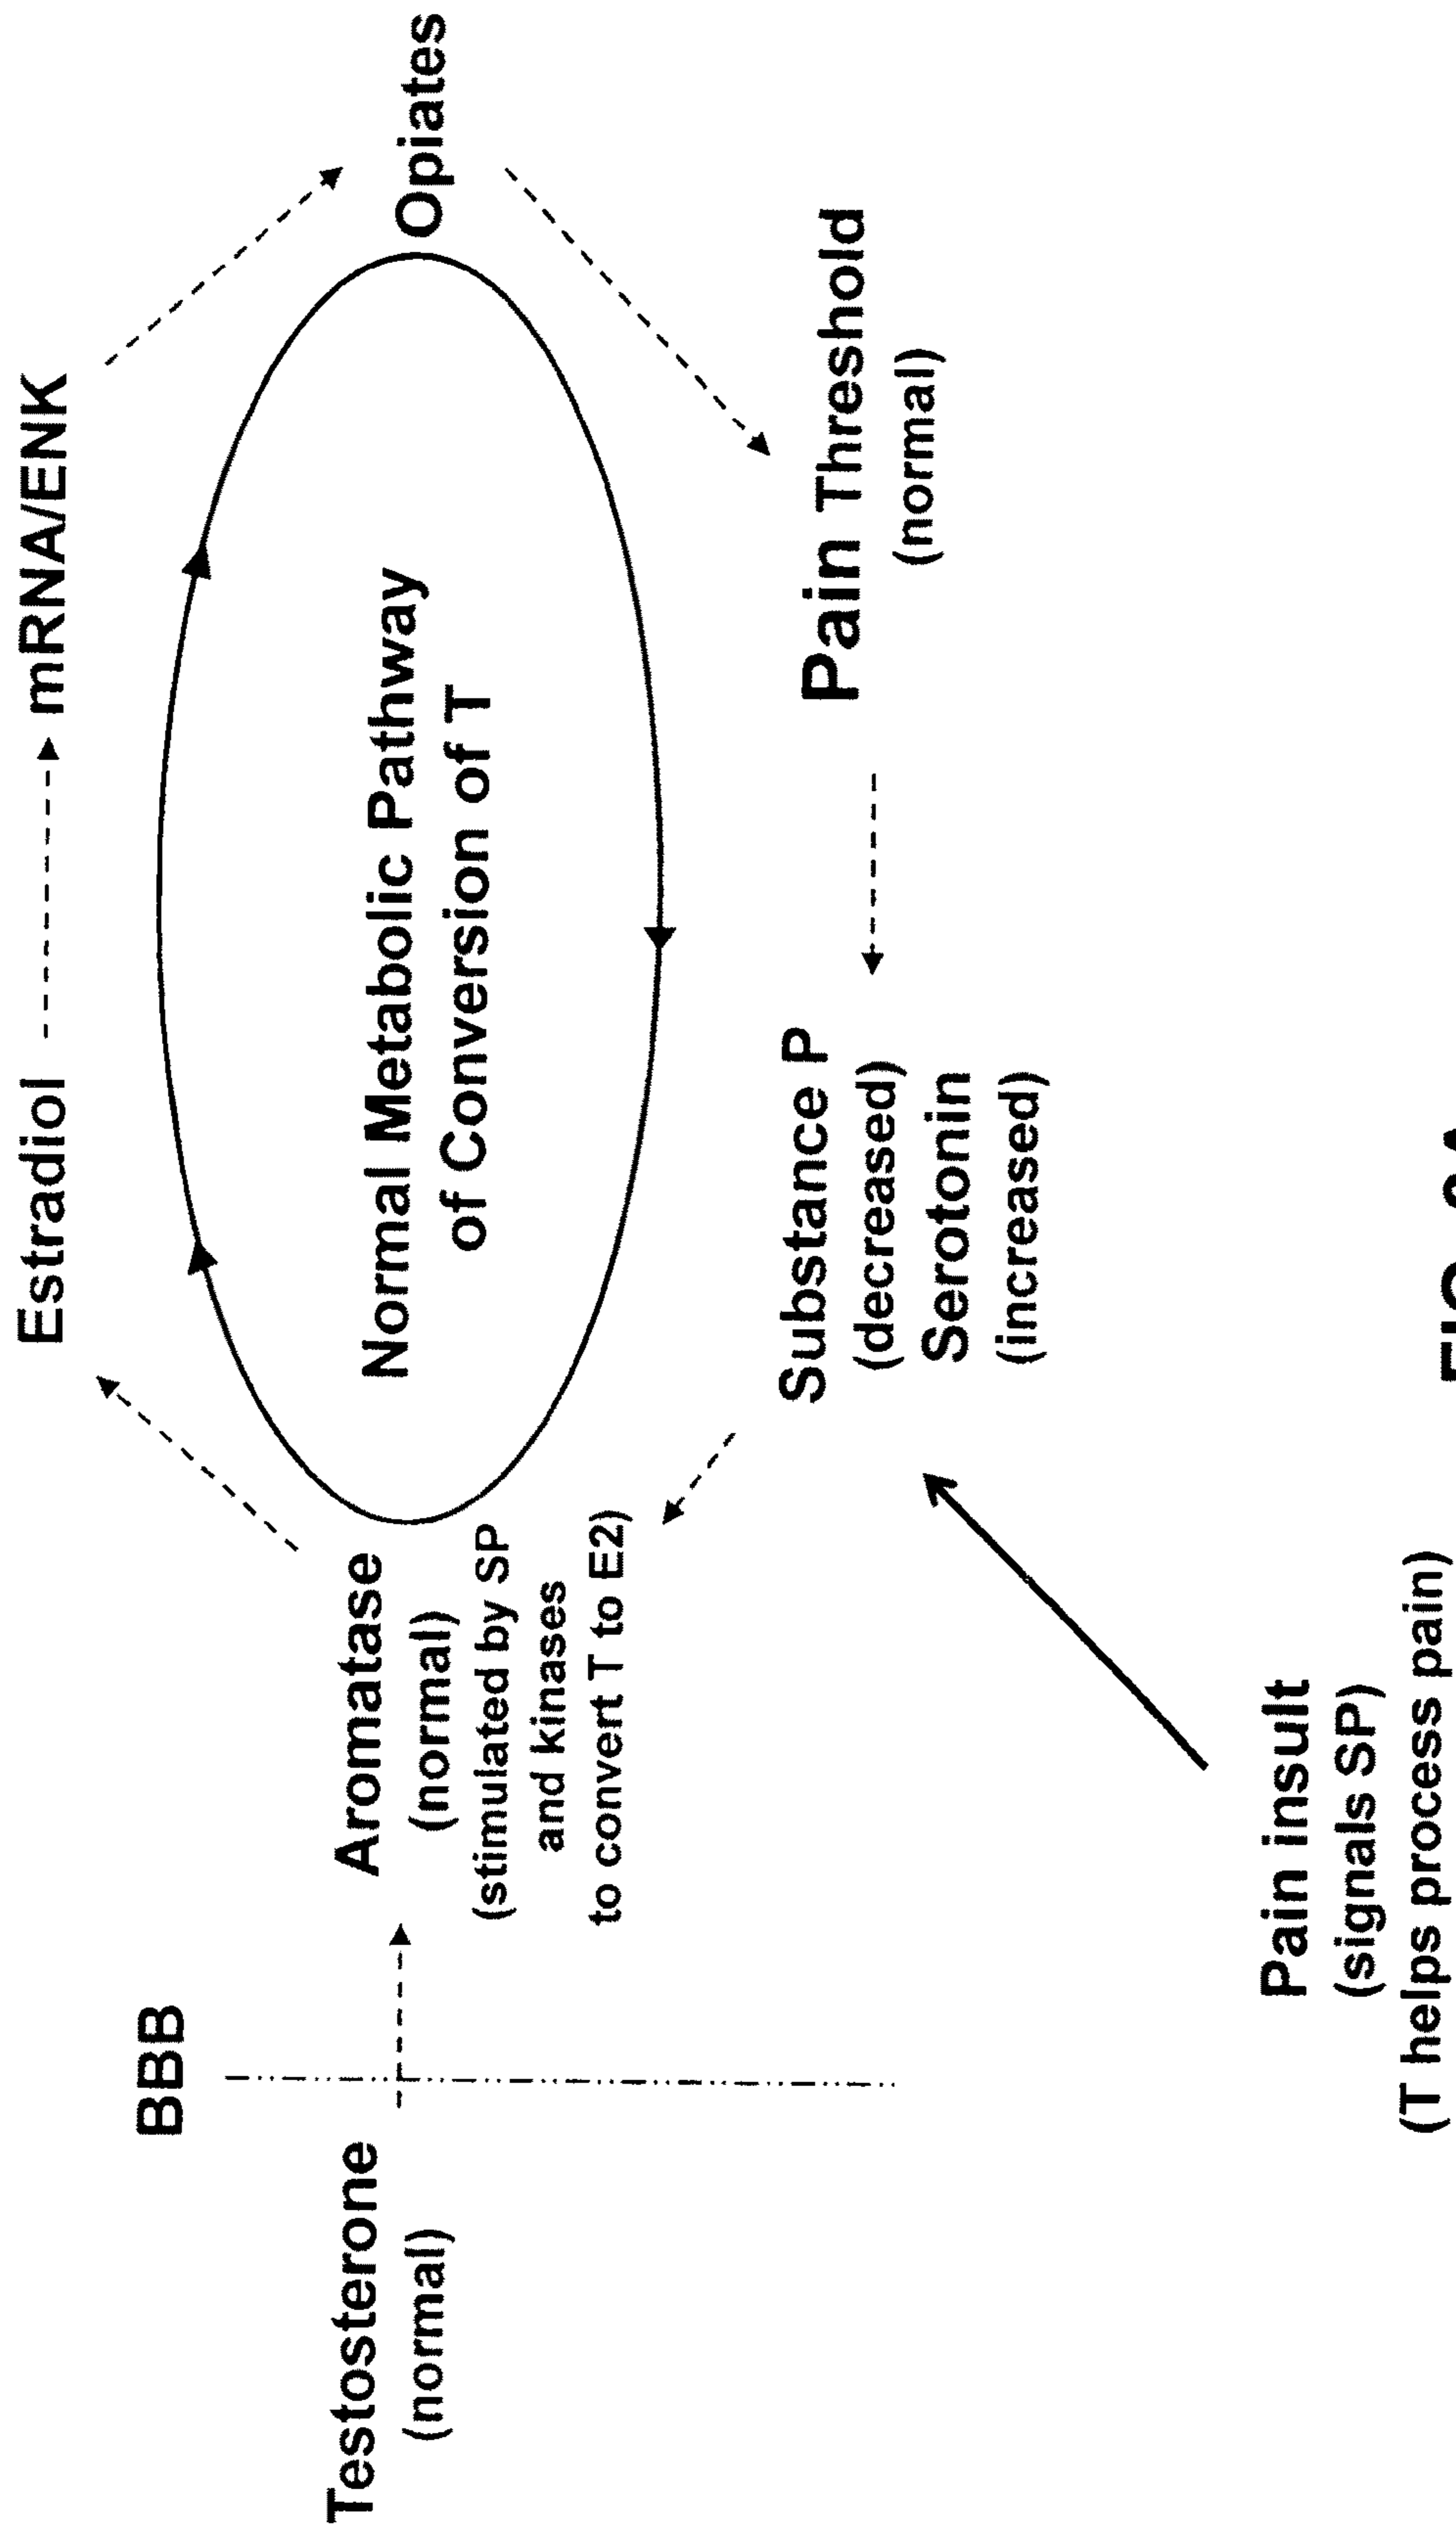 Estradiol
mRNA/ENK
BBB
Testosterone
(normal)
Aromatase
(normal)
(stimulated by SP
and kinases
to convert T to E2)
Normal Metabolic Pathway
of Conversion of T
Opiates
Substance P
(decreased)
Serotonin
(increased)
Pain Threshold
(normal)
Pain insult
(signals SP)
(T helps process pain)